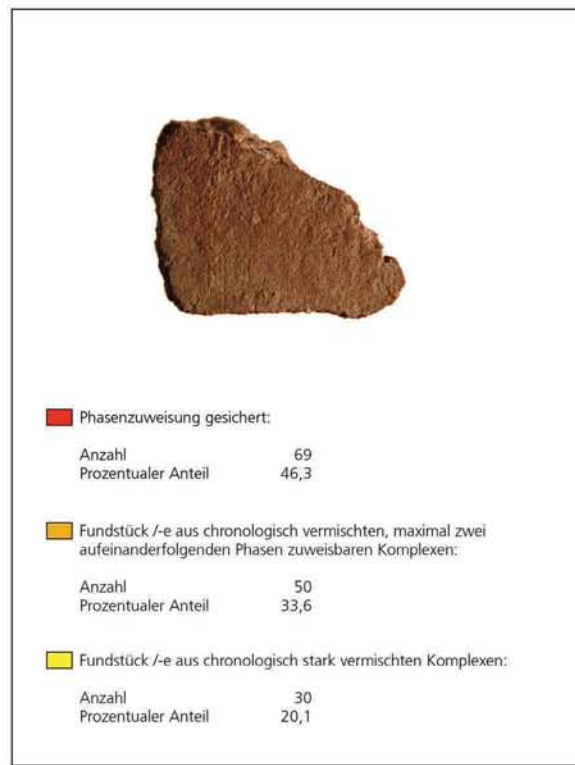 Phasenzuweisung gesichert:
Anzahl 69
Prozentualer Anteil 46,3
Fundstück /-e aus chronologisch vermischten, maximal zwei
aufeinanderfolgenden Phasen zuweisbaren Komplexen:
Anzahl 50
Prozentualer Anteil 33,6
Fundstück /-e aus chronologisch stark vermischten Komplexen:
Anzahl 30
Prozentualer Anteil 20,1